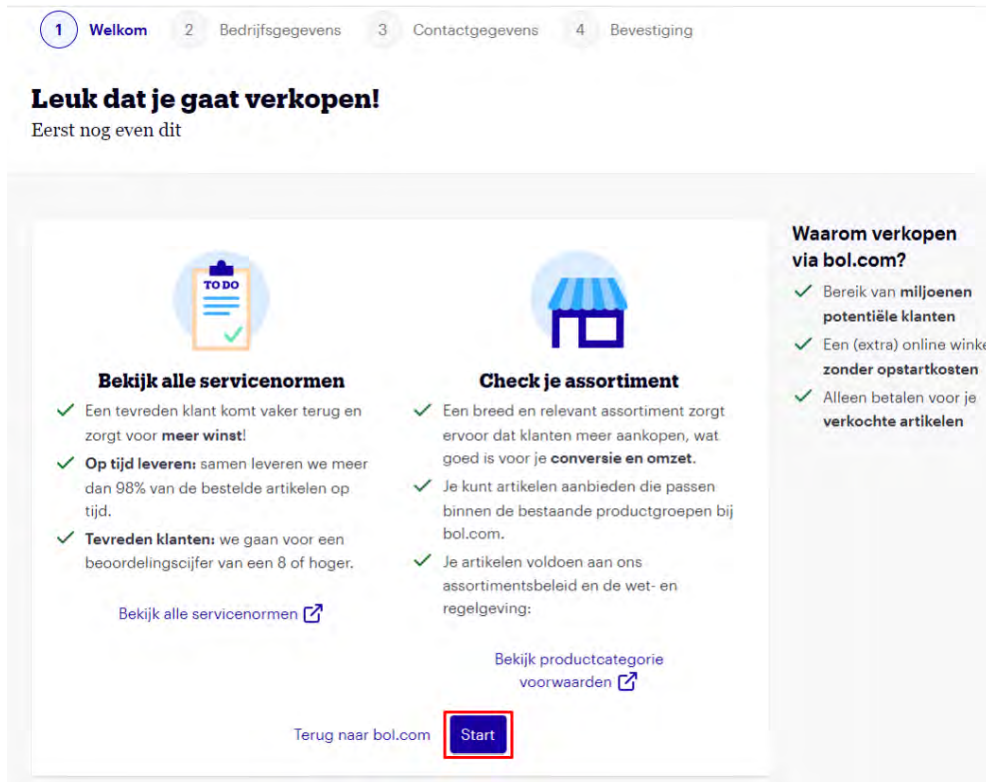 1 Welkom 2 Bedrijfsgegevens 3 Contactgegevens 4 Bevestiging
Leuk dat je gaat verkopen!
Eerst nog even dit
TO DO
Bekijk alle servicenormen
Een tevreden klant komt vaker terug en
zorgt voor meer winst!
Op tijd leveren: samen leveren we meer
dan 98% van de bestelde artikelen op
tijd.
Tevreden klanten: we gaan voor een
beoordelingscijfer van een 8 of hoger.
Bekijk alle servicenormen
Check je assortiment
Een breed en relevant assortiment zorgt
ervoor dat klanten meer aankopen, wat
goed is voor je conversie en omzet.
Je kunt artikelen aanbieden die passen
binnen de bestaande productgroepen bij
bol.com.
Je artikelen voldoen aan ons
assortimentsbeleid en de wet- en
regelgeving:
Bekijk productcategorie
voorwaarden
Terug naar bol.com Start
Waarom verkopen
via bol.com?
Bereik van miljoenen
potentiële klanten
Een (extra) online winke
zonder opstartkosten
Alleen betalen voor je
verkochte artikelen